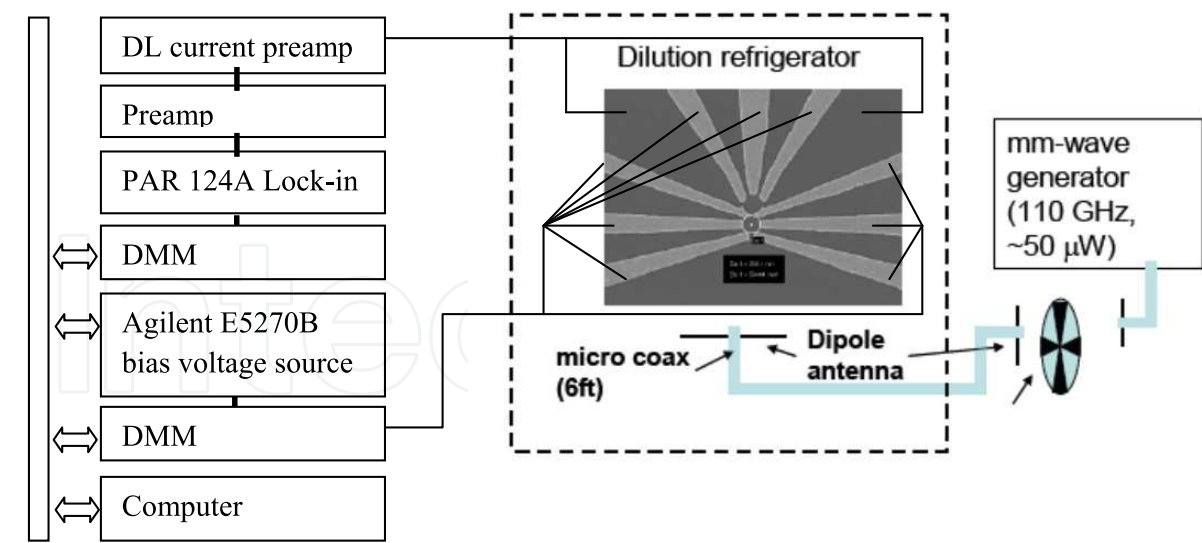 DL current preamp
Preamp
PAR 124A Lock-in
DMM
Agilent E5270B
bias voltage source
DMM
Computer
Dilution refrigerator
micro coax
(6ft)
Dipole
antenna
mm-wave
generator
(110 GHz,
~50 μW)